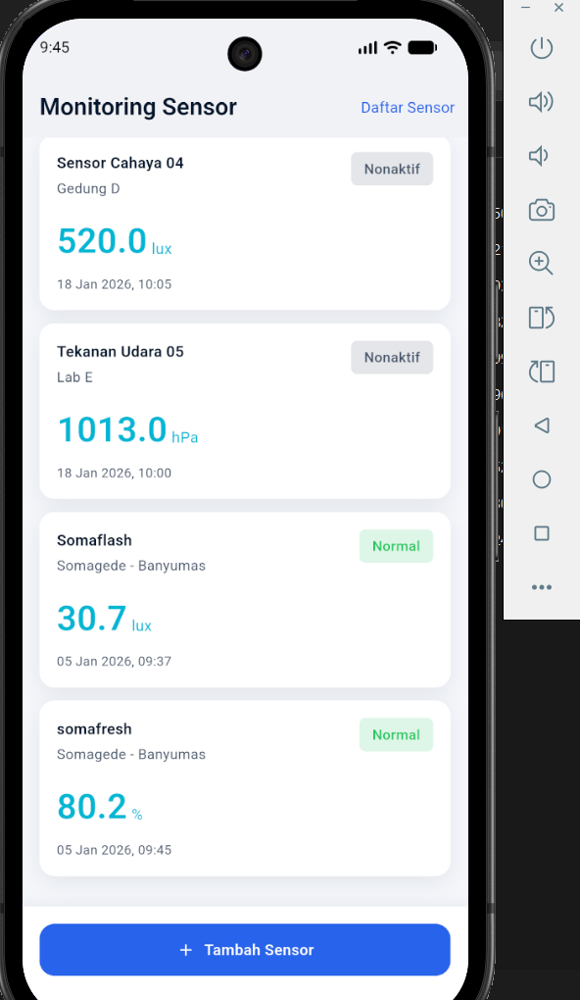 9:45
Monitoring Sensor
Daftar Sensor
Sensor Cahaya 04
Nonaktif
Gedung D
520.0 lux
18 Jan 2026, 10:05
Tekanan Udara 05
Nonaktif
Lab E
1013.0 hPa
18 Jan 2026, 10:00
Somaflash
Normal
Somagede - Banyumas
30.7 lux
05 Jan 2026, 09:37
somafresh
Normal
Somagede - Banyumas
80.2 %
05 Jan 2026, 09:45
+ Tambah Sensor